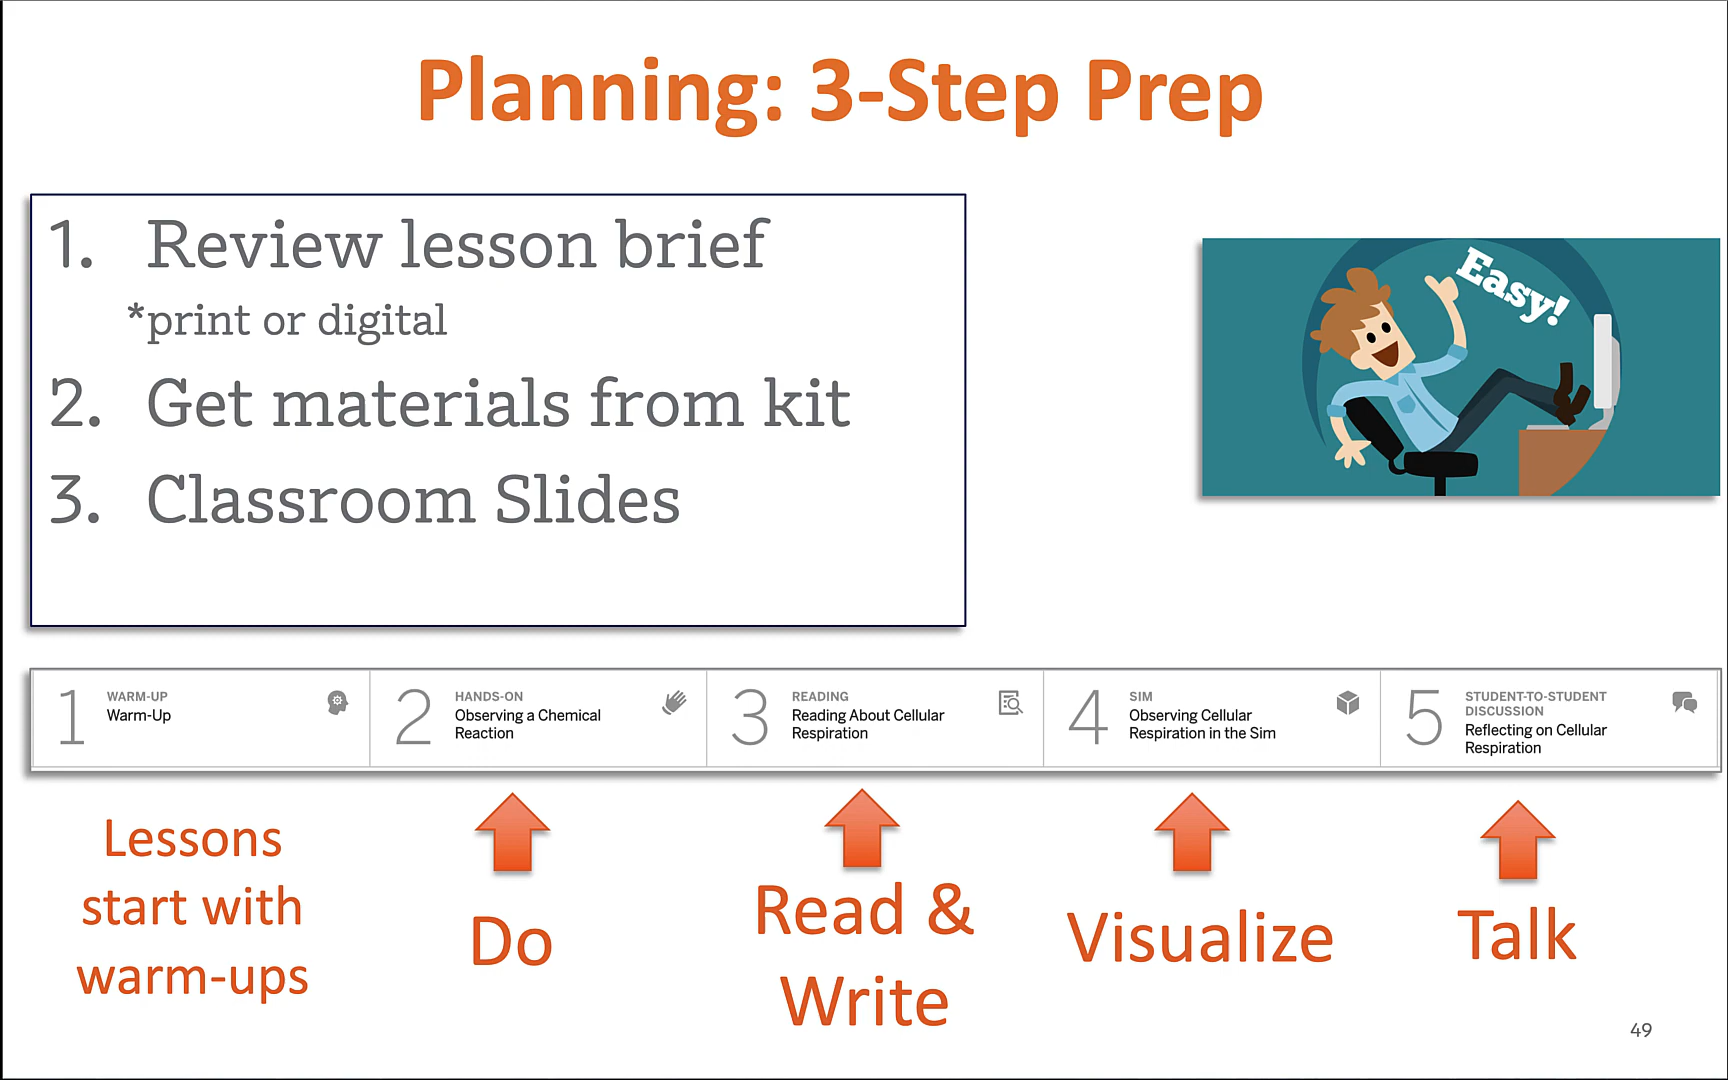 Planning: 3-Step Prep
1. Review lesson brief
*print or digital
2. Get materials from kit
3. Classroom Slides
Easy!
1
WARM-UP
Warm-Up
2
HANDS-ON
Observing a Chemical
Reaction
3
READING
Reading About Cellular
Respiration
4
SIM
Observing Cellular
Respiration in the Sim
5
STUDENT-TO-STUDENT
DISCUSSION
Reflecting on Cellular
Respiration
Lessons
start with
warm-ups
Do
Read &
Write
Visualize
Talk
49